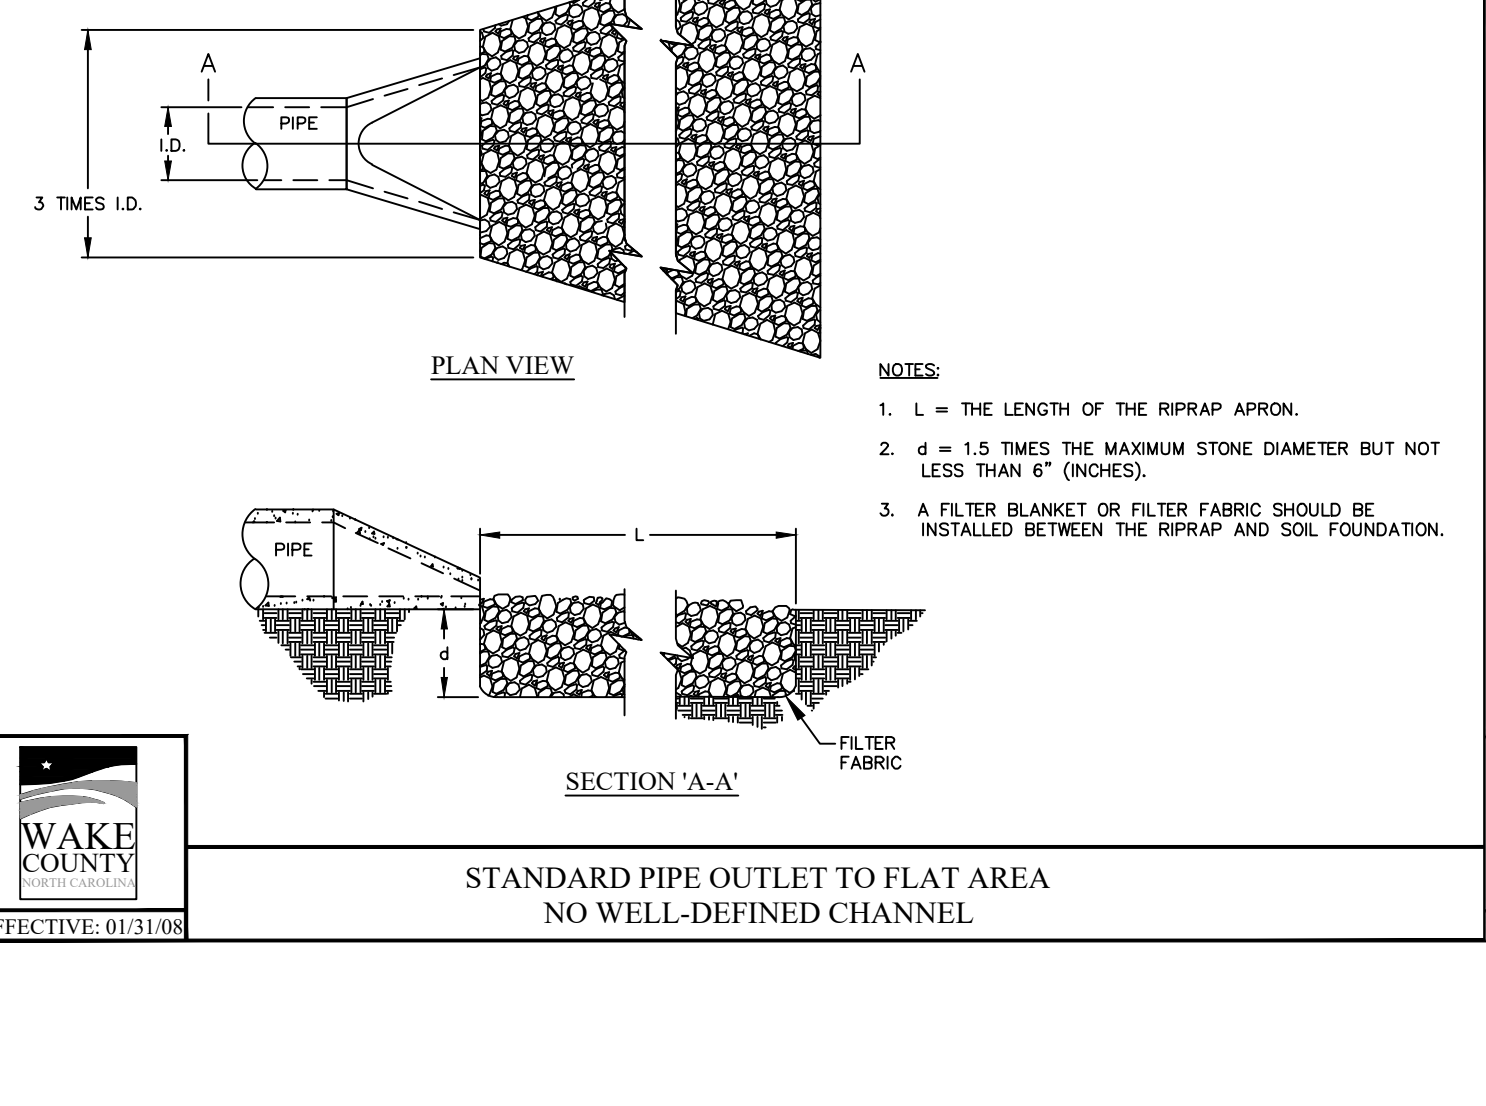 A
A
PIPE
I.D.
3 TIMES I.D.
PLAN VIEW
NOTES:
1. L = THE LENGTH OF THE RIPRAP APRON.
2. d = 1.5 TIMES THE MAXIMUM STONE DIAMETER BUT NOT
LESS THAN 6" (INCHES).
3. A FILTER BLANKET OR FILTER FABRIC SHOULD BE
INSTALLED BETWEEN THE RIPRAP AND SOIL FOUNDATION.
L
PIPE
d
FILTER
FABRIC
SECTION 'A-A'
WAKE
COUNTY
NORTH CAROLINA
FFECTIVE: 01/31/08
STANDARD PIPE OUTLET TO FLAT AREA
NO WELL-DEFINED CHANNEL